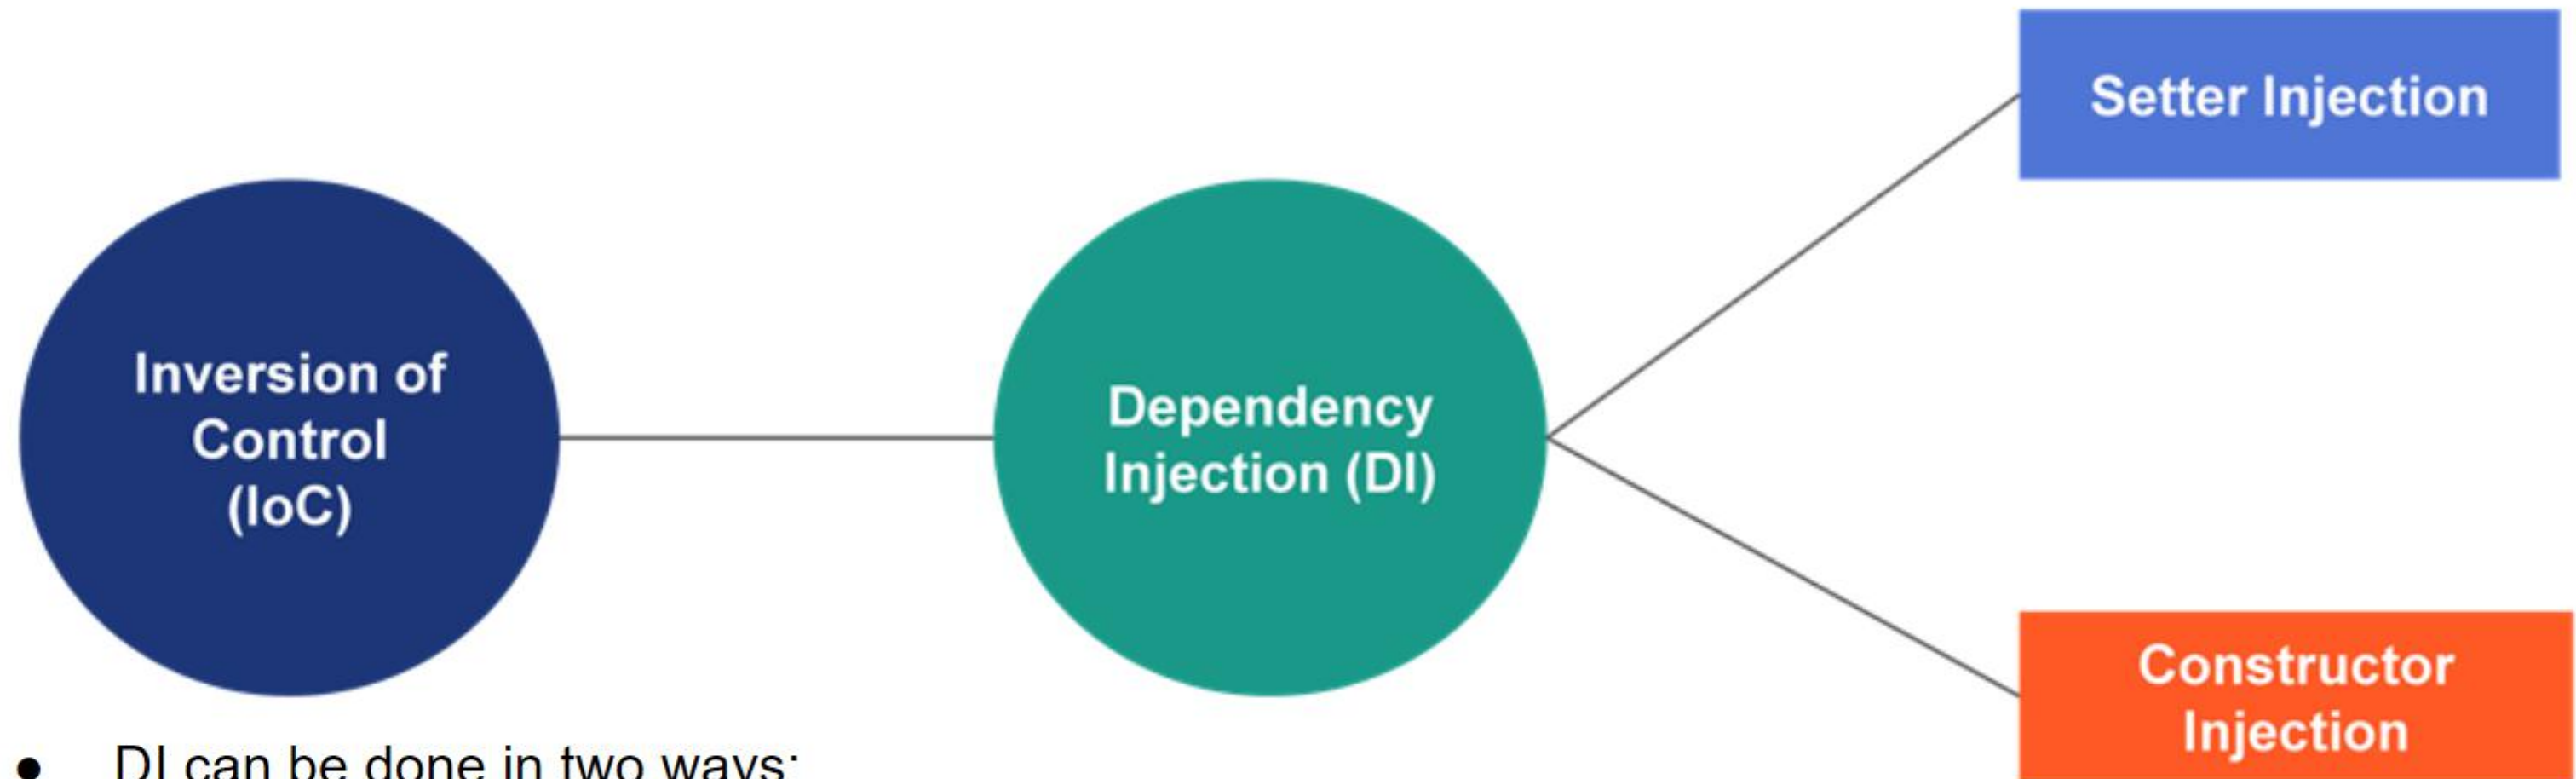 Setter Injection
Inversion of
Control
(IoC)
Dependency
Injection (DI)
Constructor
Injection
● DI can be done in two ways: